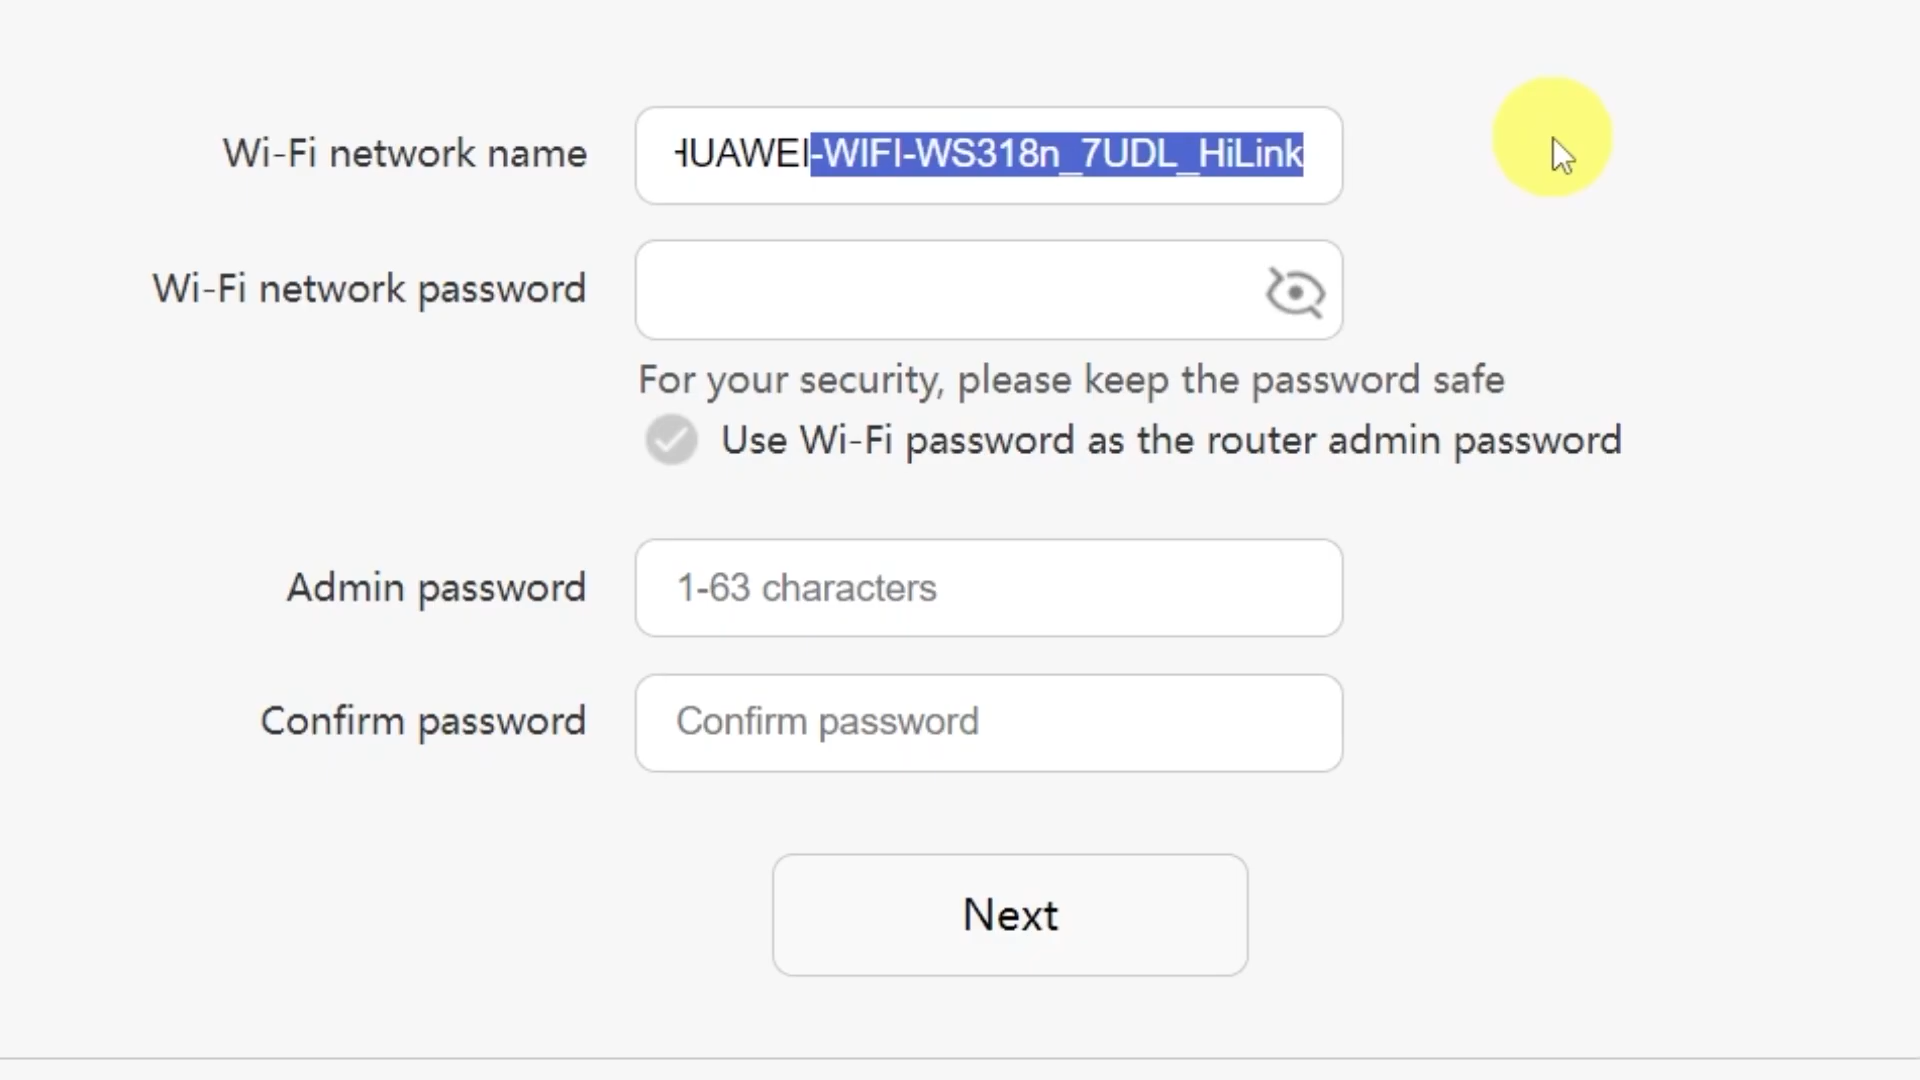 Wi-Fi network name
HUAWEI-WIFI-WS318n_7UDL_HiLink
Wi-Fi network password
For your security, please keep the password safe
Use Wi-Fi password as the router admin password
Admin password
1-63 characters
Confirm password
Confirm password
Next